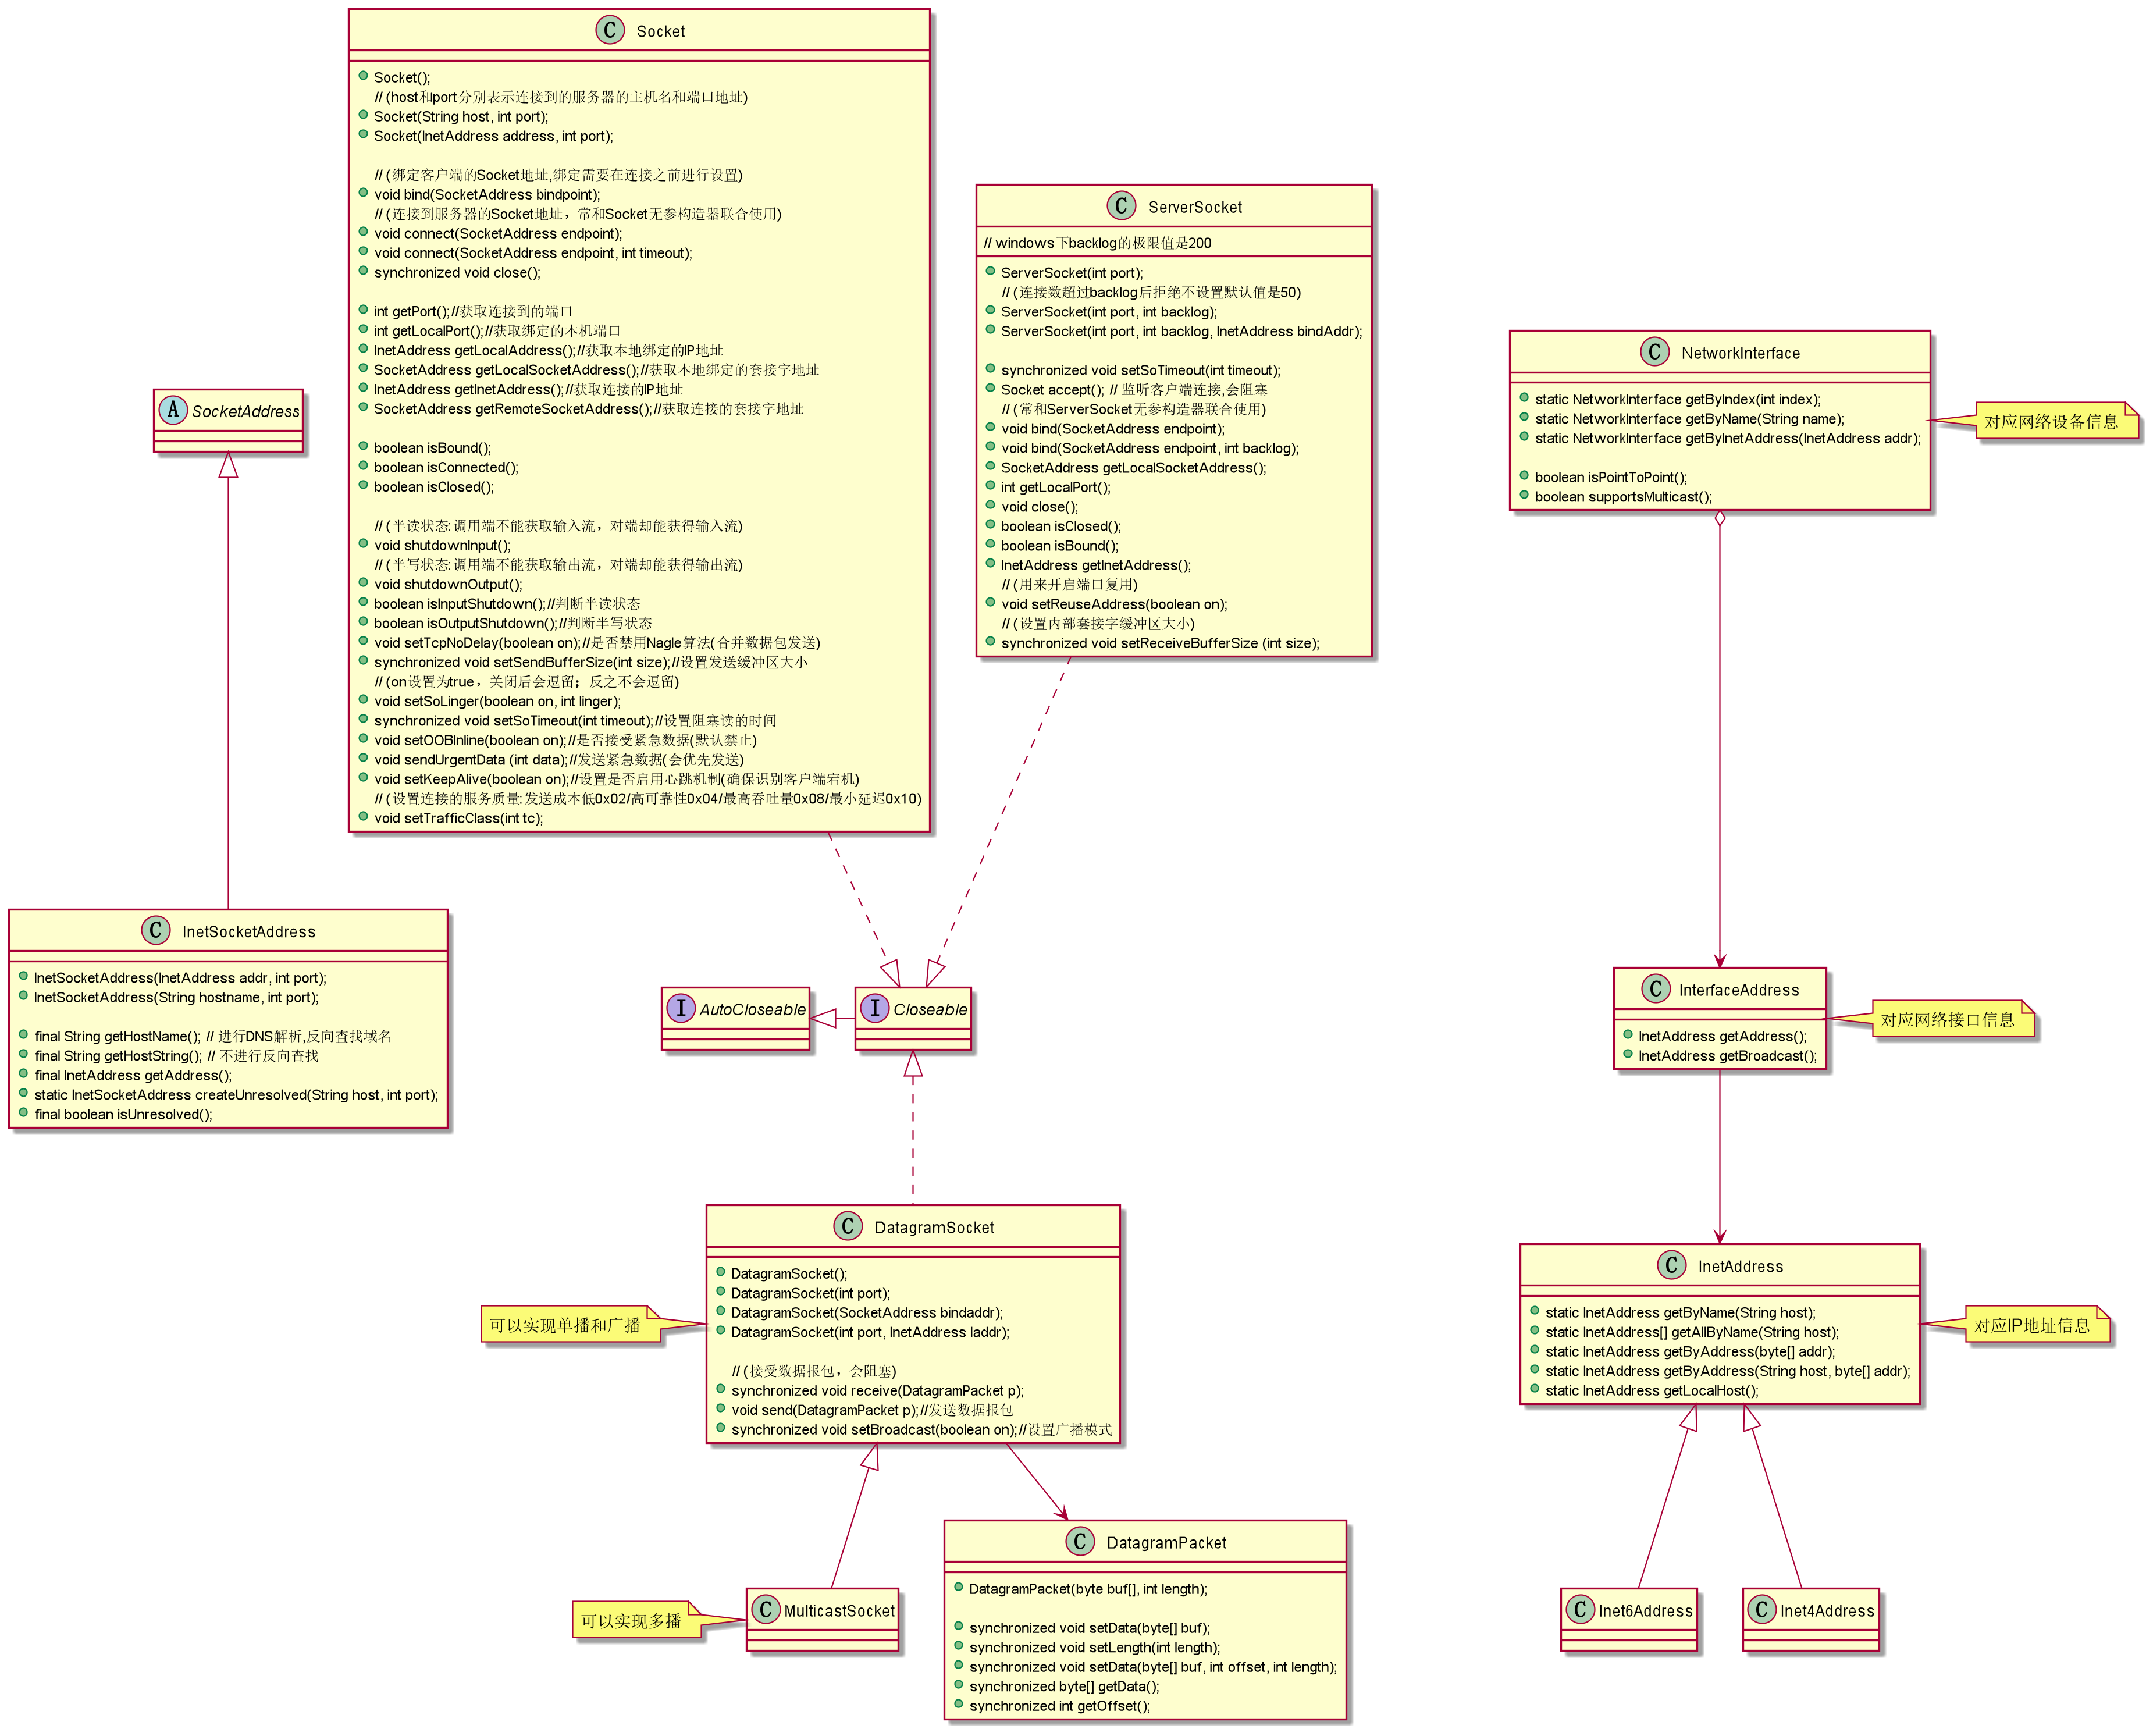 Socket
Socket();
// (host和port分别表示连接到的服务器的主机名和端口地址)
Socket(String host, int port);
Socket(InetAddress address, int port);
// (绑定客户端的Socket地址,绑定需要在连接之前进行设置)
void bind(SocketAddress bindpoint);
// (连接到服务器的Socket地址，常和Socket无参构造器联合使用)
void connect(SocketAddress endpoint);
void connect(SocketAddress endpoint, int timeout);
synchronized void close();
int getPort();//获取连接到的端口
int getLocalPort();//获取绑定的本机端口
InetAddress getLocalAddress();//获取本地绑定的IP地址
SocketAddress getLocalSocketAddress();//获取本地绑定的套接字地址
InetAddress getInetAddress();//获取连接的IP地址
SocketAddress getRemoteSocketAddress();//获取连接的套接字地址
boolean isBound();
boolean isConnected();
boolean isClosed();
// (半读状态:调用端不能获取输入流，对端却能获得输入流)
void shutdownInput();
// (半写状态:调用端不能获取输出流，对端却能获得输出流)
void shutdownOutput();
boolean isInputShutdown();//判断半读状态
boolean isOutputShutdown();//判断半写状态
void setTcpNoDelay(boolean on);//是否禁用Nagle算法(合并数据包发送)
synchronized void setSendBufferSize(int size);//设置发送缓冲区大小
// (on设置为true，关闭后会逗留；反之不会逗留)
void setSoLinger(boolean on, int linger);
synchronized void setSoTimeout(int timeout);//设置阻塞读的时间
void setOOBInline(boolean on);//是否接受紧急数据(默认禁止)
void sendUrgentData (int data);//发送紧急数据(会优先发送)
void setKeepAlive(boolean on);//设置是否启用心跳机制(确保识别客户端宕机)
// (设置连接的服务质量:发送成本低0x02/高可靠性0x04/最高吞吐量0x08/最小延迟0x10)
void setTrafficClass(int tc);
ServerSocket
// windows下backlog的极限值是200
ServerSocket(int port);
// (连接数超过backlog后拒绝不设置默认值是50)
ServerSocket(int port, int backlog);
ServerSocket(int port, int backlog, InetAddress bindAddr);
synchronized void setSoTimeout(int timeout);
Socket accept(); // 监听客户端连接,会阻塞
// (常和ServerSocket无参构造器联合使用)
void bind(SocketAddress endpoint);
void bind(SocketAddress endpoint, int backlog);
SocketAddress getLocalSocketAddress();
int getLocalPort();
void close();
boolean isClosed();
boolean isBound();
InetAddress getInetAddress();
// (用来开启端口复用)
void setReuseAddress(boolean on);
// (设置内部套接字缓冲区大小)
synchronized void setReceiveBufferSize (int size);
NetworkInterface
static NetworkInterface getByIndex(int index);
static NetworkInterface getByName(String name);
static NetworkInterface getByInetAddress(InetAddress addr);
boolean isPointToPoint();
boolean supportsMulticast();
对应网络设备信息
SocketAddress
InetSocketAddress
InetSocketAddress(InetAddress addr, int port);
InetSocketAddress(String hostname, int port);
final String getHostName(); // 进行DNS解析,反向查找域名
final String getHostString(); // 不进行反向查找
final InetAddress getAddress();
static InetSocketAddress createUnresolved(String host, int port);
final boolean isUnresolved();
AutoCloseable
Closeable
InterfaceAddress
InetAddress getAddress();
InetAddress getBroadcast();
对应网络接口信息
DatagramSocket
DatagramSocket();
DatagramSocket(int port);
DatagramSocket(SocketAddress bindaddr);
DatagramSocket(int port, InetAddress laddr);
// (接受数据报包，会阻塞)
synchronized void receive(DatagramPacket p);
void send(DatagramPacket p);//发送数据报包
synchronized void setBroadcast(boolean on);//设置广播模式
可以实现单播和广播
InetAddress
static InetAddress getByName(String host);
static InetAddress[] getAllByName(String host);
static InetAddress getByAddress(byte[] addr);
static InetAddress getByAddress(String host, byte[] addr);
static InetAddress getLocalHost();
对应IP地址信息
可以实现多播
MulticastSocket
DatagramPacket
DatagramPacket(byte buf[], int length);
synchronized void setData(byte[] buf);
synchronized void setLength(int length);
synchronized void setData(byte[] buf, int offset, int length);
synchronized byte[] getData();
synchronized int getOffset();
Inet6Address
Inet4Address